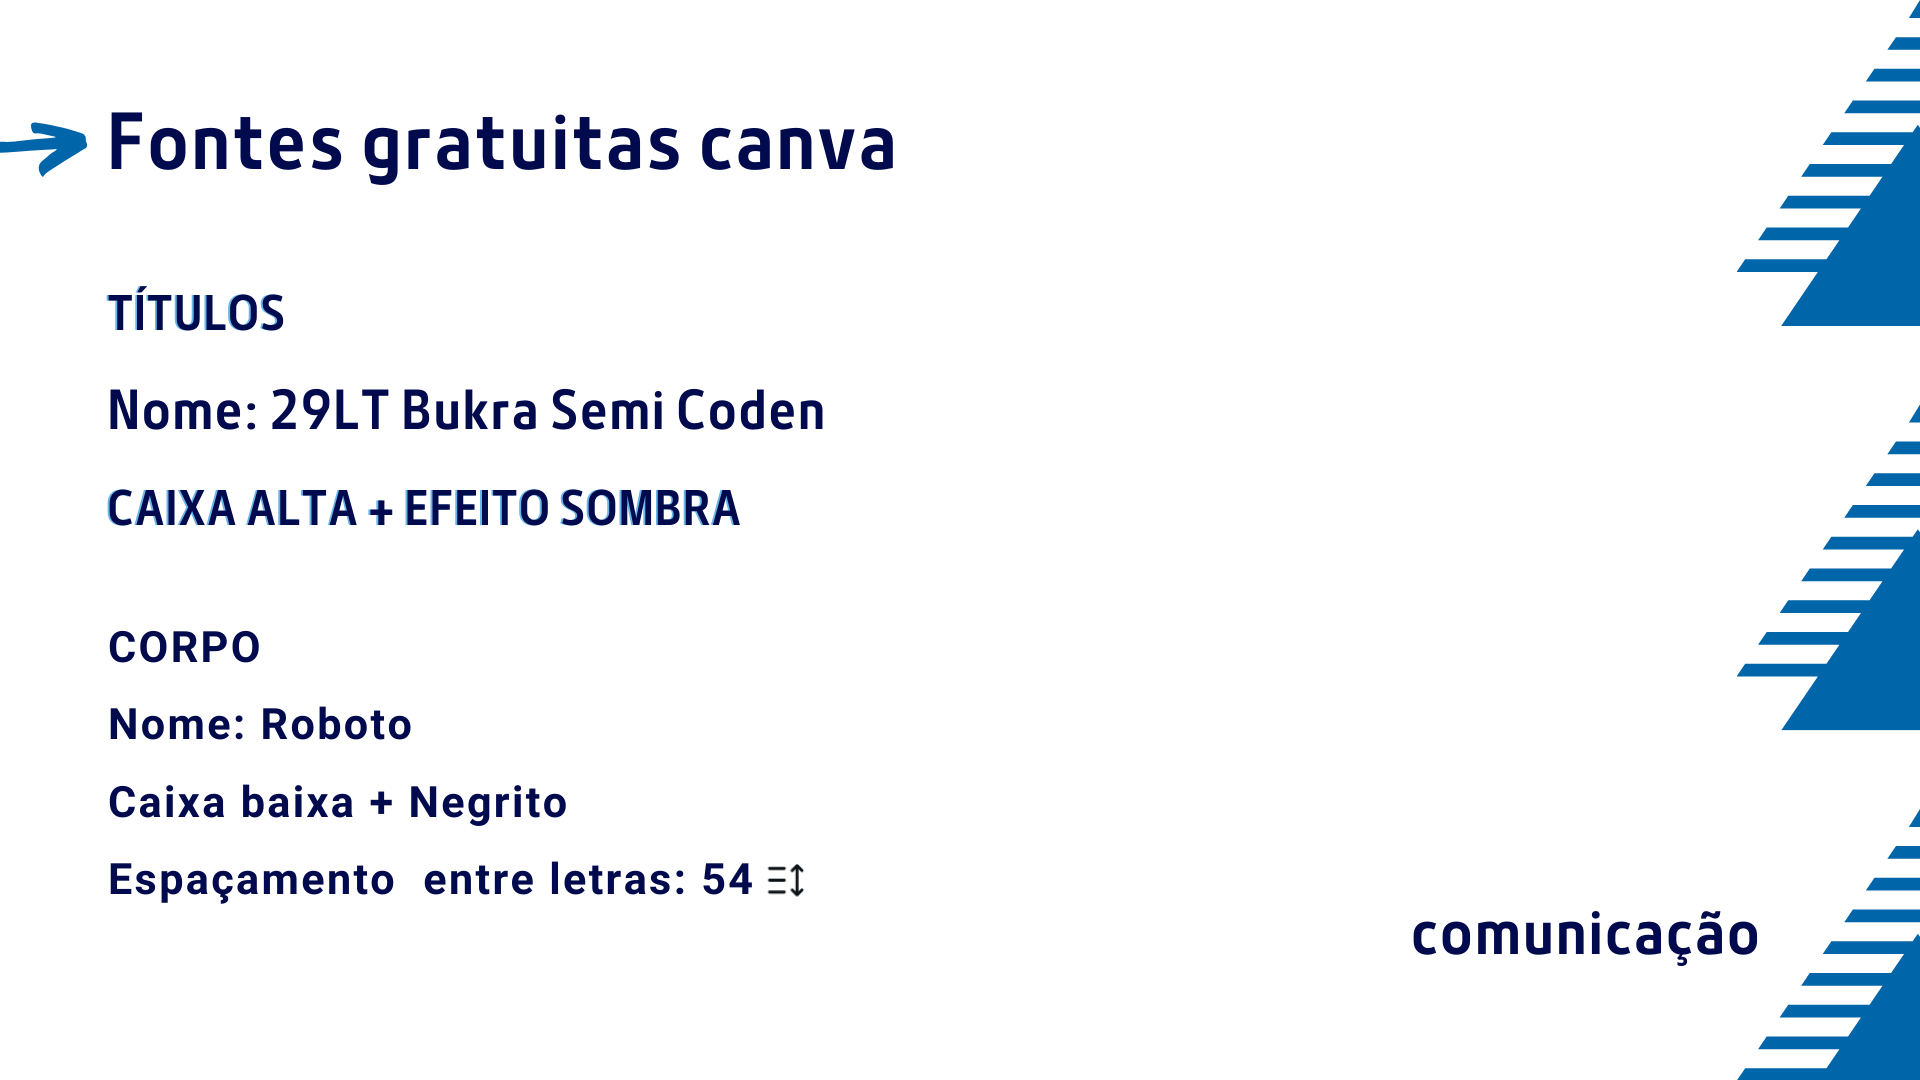 Fontes gratuitas canva
TÍTULOS
Nome: 29LT Bukra Semi Coden
CAIXA ALTA + EFEITO SOMBRA
CORPO
Nome: Roboto
Caixa baixa + Negrito
Espaçamento  entre letras: 54
comunicação